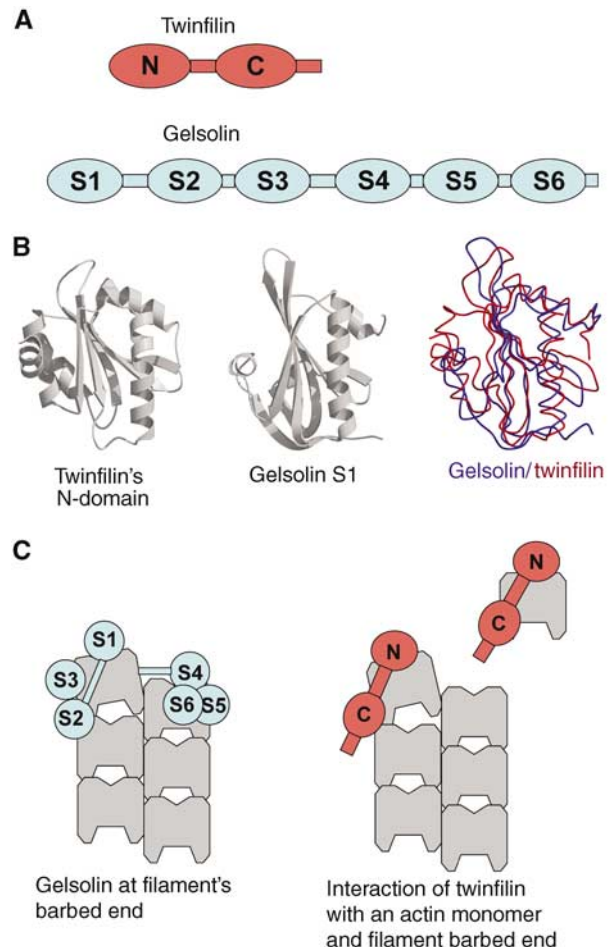 A
Twinfilin
N C
Gelsolin
S1 S2 S3 S4 S5 S6
B
Twinfilin's
N-domain
Gelsolin S1
Gelsolin/twinfilin
C
S1
S3
S2
S4
S6
S5
Gelsolin at filament's
barbed end
N
C
N
C
Interaction of twinfilin
with an actin monomer
and filament barbed end